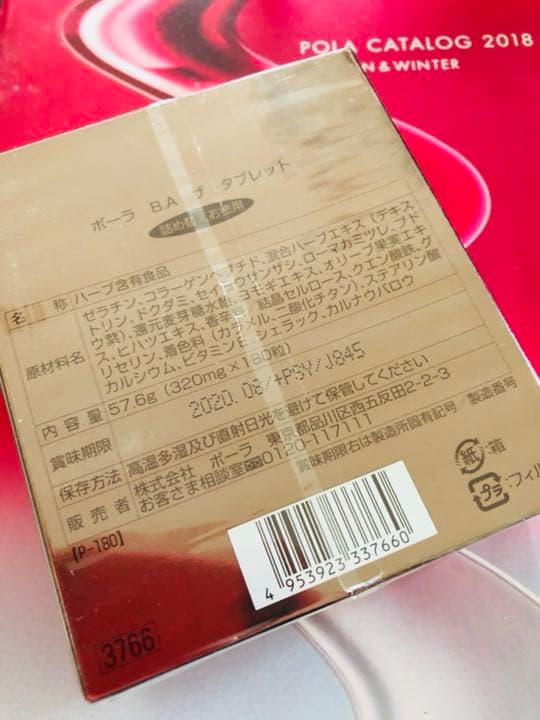 POLA CATALOG 2018
N & WINTER
ポーラ B.A ザ タブレット
詰め替えお徳用
名 称 ハーブ含有食品
原材料名 ゼラチン、コラーゲンペプチド、混合ハーブエキス（デキス
トリン、ドクダミ、セイヨウサンザシ、ローマカミツレ、ブド
ウ葉）、還元麦芽糖水飴、ヨモギエキス、オリーブ果実エキ
ス、ヒハツエキス、香辛料、結晶セルロース、クエン酸鉄、グ
リセリン、着色料（カラメル、二酸化チタン）、ステアリン酸
カルシウム、ビタミンE、シェラック、カルナウバロウ
内 容 量 57.6g（320mg×180粒）
賞味期限 2020.08/+PSY/J845
保存方法 高温多湿及び直射日光を避けて保管してください
販 売 者 株式会社 ポーラ 東京都品川区西五反田2-2-3
お客さま相談室 0120-117111
賞味期限右は製造所固有記号／製造番号
【P-180】
紙 :箱
プラ :フィル
4 953923 337660
3766